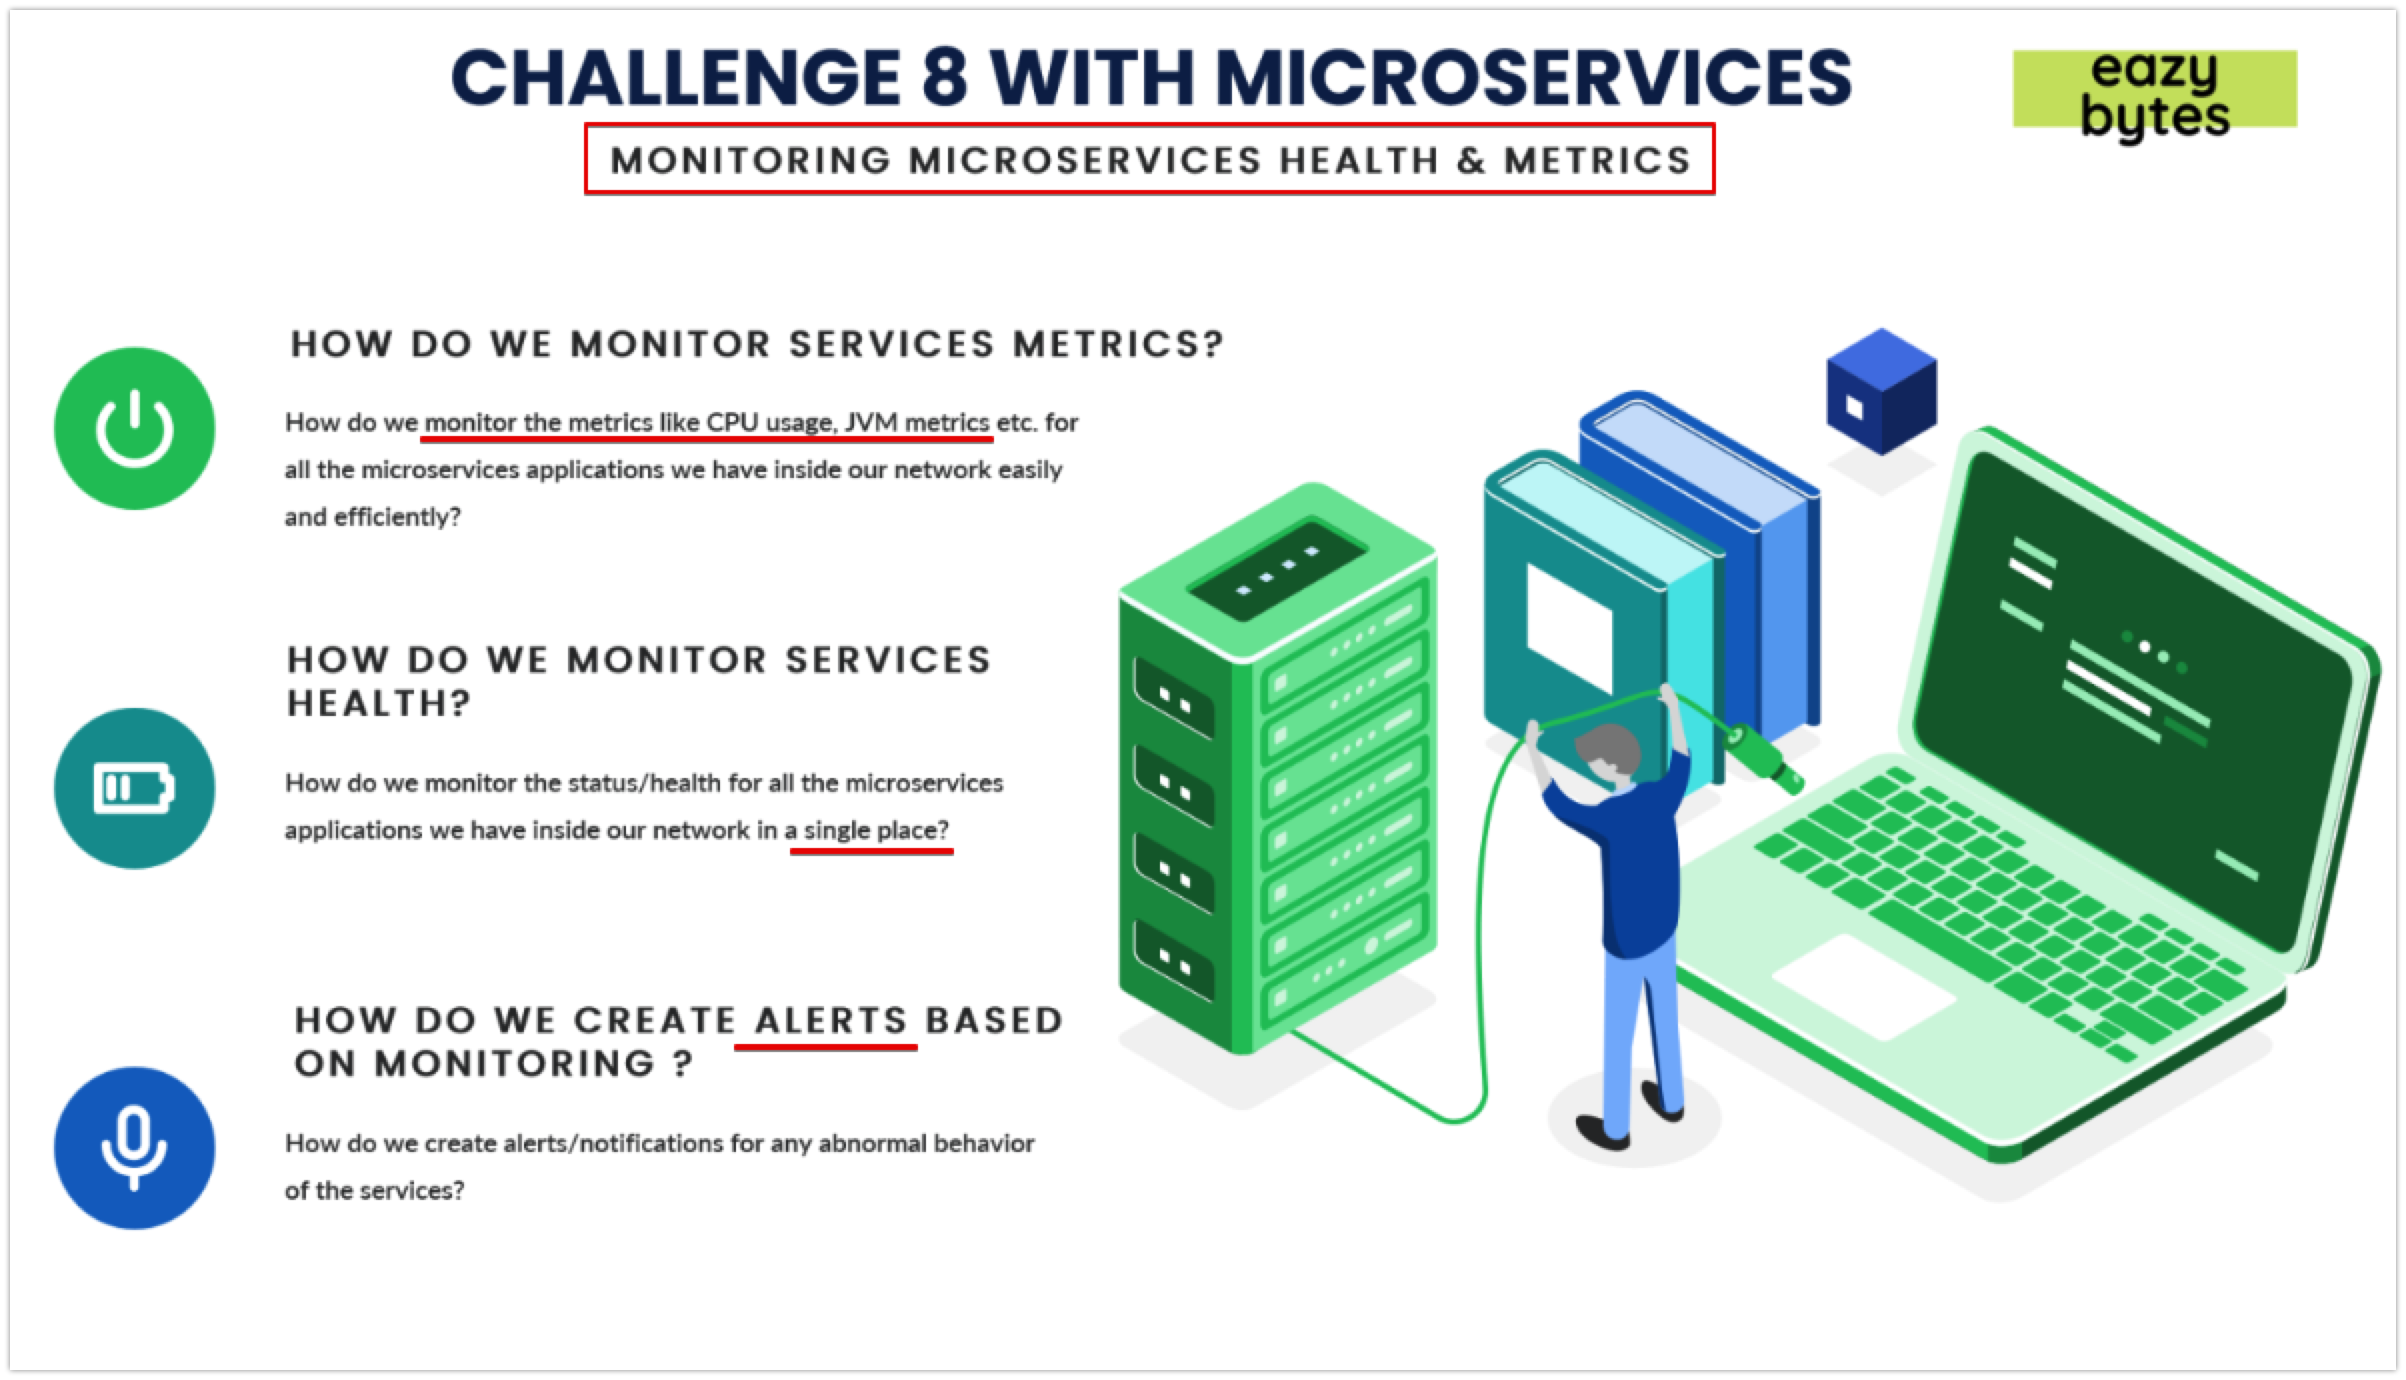 CHALLENGE 8 WITH MICROSERVICES
eazy
bytes
MONITORING MICROSERVICES HEALTH & METRICS
HOW DO WE MONITOR SERVICES METRICS?
How do we monitor the metrics like CPU usage, JVM metrics etc. for
all the microservices applications we have inside our network easily
and efficiently?
HOW DO WE MONITOR SERVICES
HEALTH?
How do we monitor the status/health for all the microservices
applications we have inside our network in a single place?
HOW DO WE CREATE ALERTS BASED
ON MONITORING ?
How do we create alerts/notifications for any abnormal behavior
of the services?